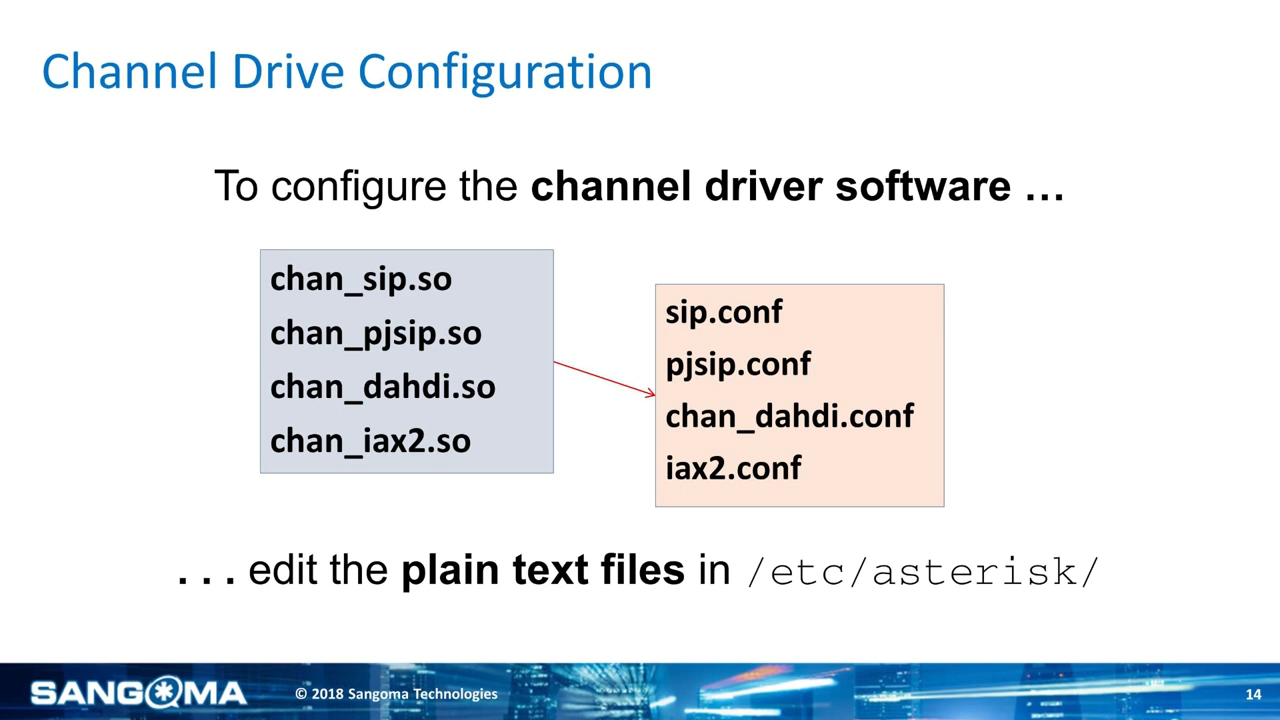 Channel Drive Configuration
To configure the channel driver software …
chan_sip.so
chan_pjsip.so
chan_dahdi.so
chan_iax2.so
sip.conf
pjsip.conf
chan_dahdi.conf
iax2.conf
. . . edit the plain text files in /etc/asterisk/
SANGOMA
© 2018 Sangoma Technologies
14